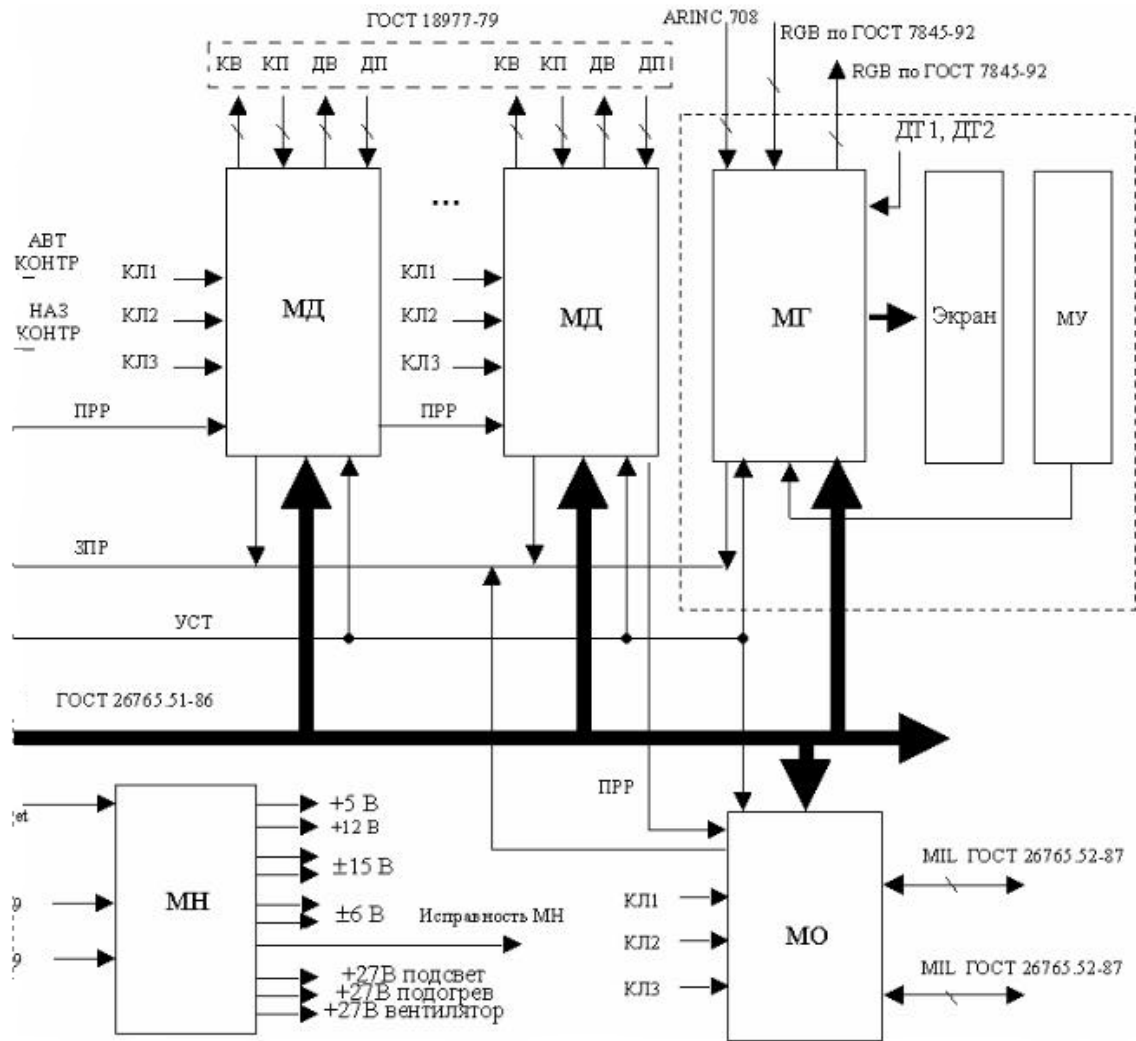 ГОСТ 18977-79
ARINC 708
RGB по ГОСТ 7845-92
RGB по ГОСТ 7845-92
КВ КП ДВ ДП
КВ КП ДВ ДП
ДТ1, ДТ2
...
АВТ
КОНТР
НАЗ
КОНТР
КЛ1
КЛ2
КЛ3
МД
КЛ1
КЛ2
КЛ3
МД
МГ
Экран
МУ
ПРР
ПРР
ЗПР
УСТ
ГОСТ 26765.51-86
ПРР
et
9
9
МН
+5 В
+12 В
±15 В
±6 В
Исправность МН
+27В подсвет
+27В подогрев
+27В вентилятор
КЛ1
КЛ2
КЛ3
МО
MIL ГОСТ 26765.52-87
MIL ГОСТ 26765.52-87